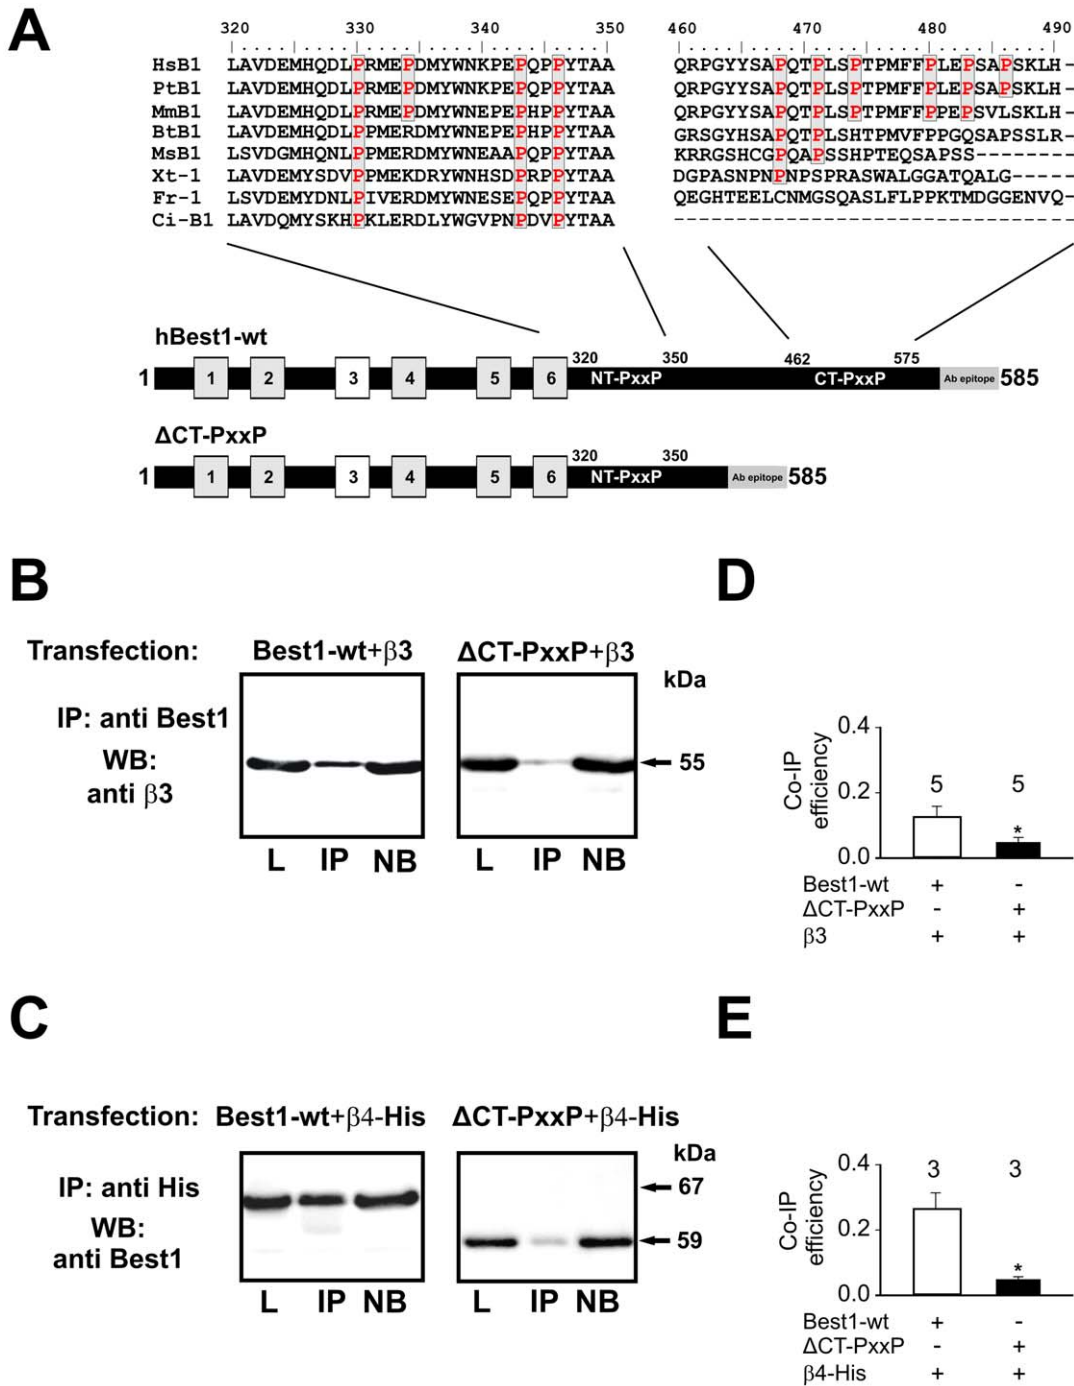 A
320 330 340 350 460 470 480 490
HsB1 LAVDEMHQDLPRMEPDMYWNKPEPQPPYTAA QRPGYYSAPQTPLSPTPMFFPLEPSAPSKLH-
PtB1 LAVDEMHQDLPRMEPDMYWNKPEPQPPYTAA QRPGYYSAPQTPLSPTPMFFPLEPSAPSKLH-
MmB1 LAVDEMHQDLPRMEPDMYWNESEPHPPYTAA QRPGYYSAPQTPLSPTPMFFPPEPSVLSKLH-
BtB1 LAVDEMHQDLPPMERDMYWNEPEPHPPYTAA GRSGYHSAPQTPLSHTPMVFPPGQSAPSSLR-
MsB1 LSVDGMHQNLPPMERDMYWNEAAPQPPYTAA KRRGSHCGPQAPSSHPTEQSAPSS------
Xt-1 LAVDEMYSDVPPMEKDRYWNHSDPRPPYTAA DGPASNPNPNPSPRASWALGGATQALG-----
Fr-1 LSVDEMYDNLPIVERDMYWNESEPQPPYTAA QEGHTEELCNMGSQASLFLPPKTMDGGENVQ-
Ci-B1 LAVDQMYSKHPKLERDLYWGVPNPDVPYTAA --------------------------------
hBest1-wt
320 350 462 575
1 1 2 3 4 5 6 NT-PxxP CT-PxxP Ab epitope 585
ΔCT-PxxP
320 350
1 1 2 3 4 5 6 NT-PxxP Ab epitope 585
B
Transfection: Best1-wt+β3 ΔCT-PxxP+β3
kDa
IP: anti Best1
WB:
anti β3
55
L IP NB L IP NB
D
Co-IP
efficiency
0.4
0.2
0.0
5 5
*
Best1-wt + -
ΔCT-PxxP - +
β3 + +
C
Transfection: Best1-wt+β4-His ΔCT-PxxP+β4-His
kDa
IP: anti His
WB:
anti Best1
67
59
L IP NB L IP NB
E
Co-IP
efficiency
0.4
0.2
0.0
3 3
*
Best1-wt + -
ΔCT-PxxP - +
β4-His + +